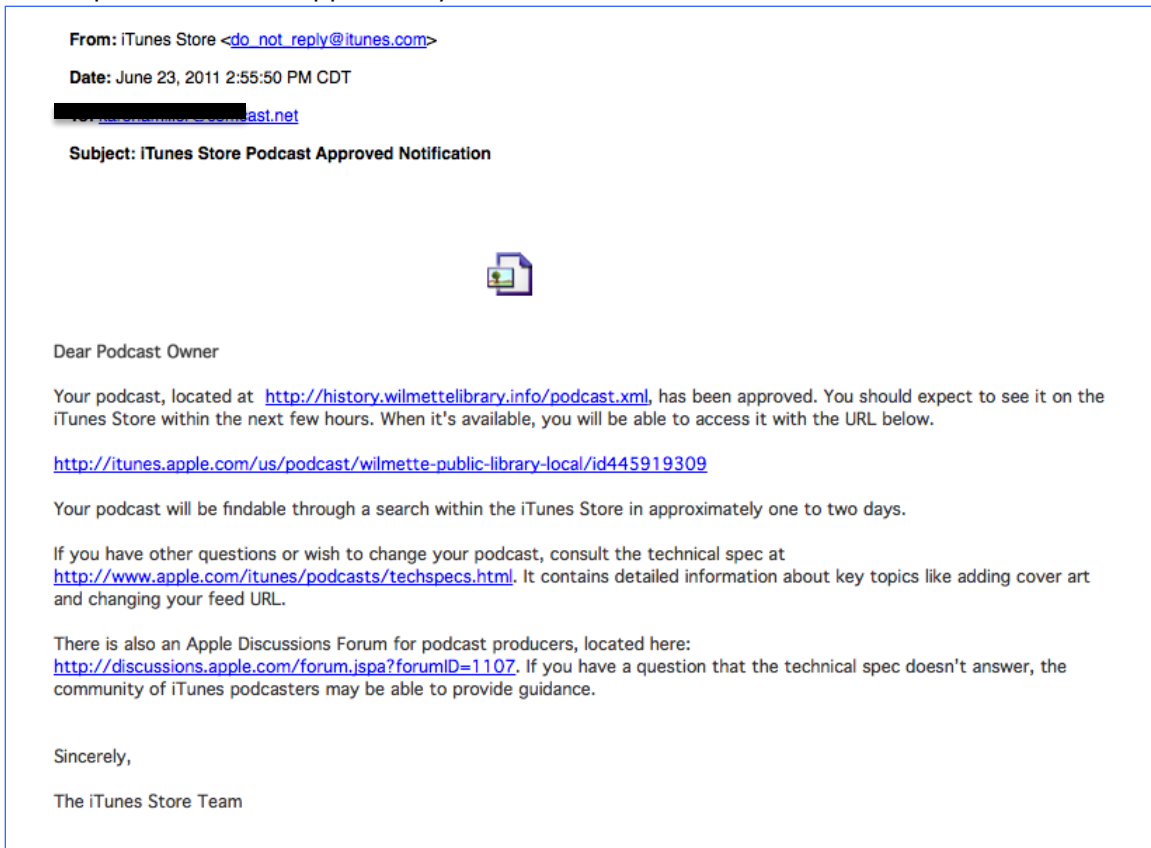 From: iTunes Store <do_not_reply@itunes.com>
Date: June 23, 2011 2:55:50 PM CDT
ast.net
Subject: iTunes Store Podcast Approved Notification
Dear Podcast Owner
Your podcast, located at http://history.wilmettelibrary.info/podcast.xml, has been approved. You should expect to see it on the
iTunes Store within the next few hours. When it's available, you will be able to access it with the URL below.
http://itunes.apple.com/us/podcast/wilmette-public-library-local/id445919309
Your podcast will be findable through a search within the iTunes Store in approximately one to two days.
If you have other questions or wish to change your podcast, consult the technical spec at
http://www.apple.com/itunes/podcasts/techspecs.html. It contains detailed information about key topics like adding cover art
and changing your feed URL.
There is also an Apple Discussions Forum for podcast producers, located here:
http://discussions.apple.com/forum.jspa?forumID=1107. If you have a question that the technical spec doesn't answer, the
community of iTunes podcasters may be able to provide guidance.
Sincerely,
The iTunes Store Team